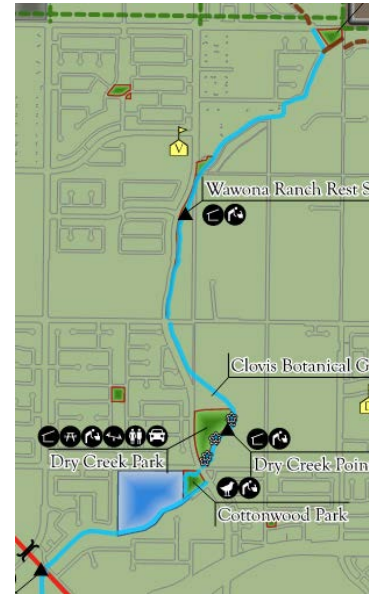 V
Wawona Ranch Rest S
Clovis Botanical G
Dry Creek Park
Dry Creek Poin
Cottonwood Park